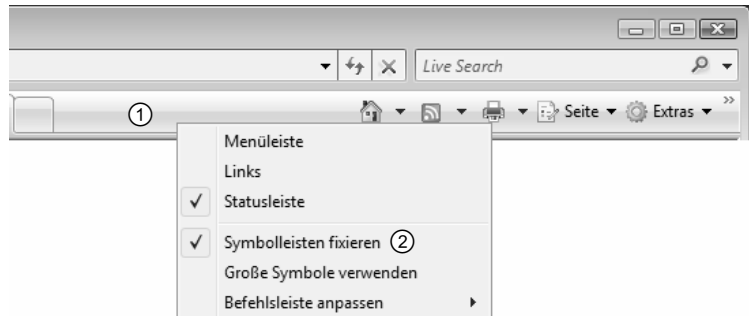 Live Search
① Seite Extras »
Menüleiste
Links
✓ Statusleiste
✓ Symbolleisten fixieren ②
Große Symbole verwenden
Befehlsleiste anpassen